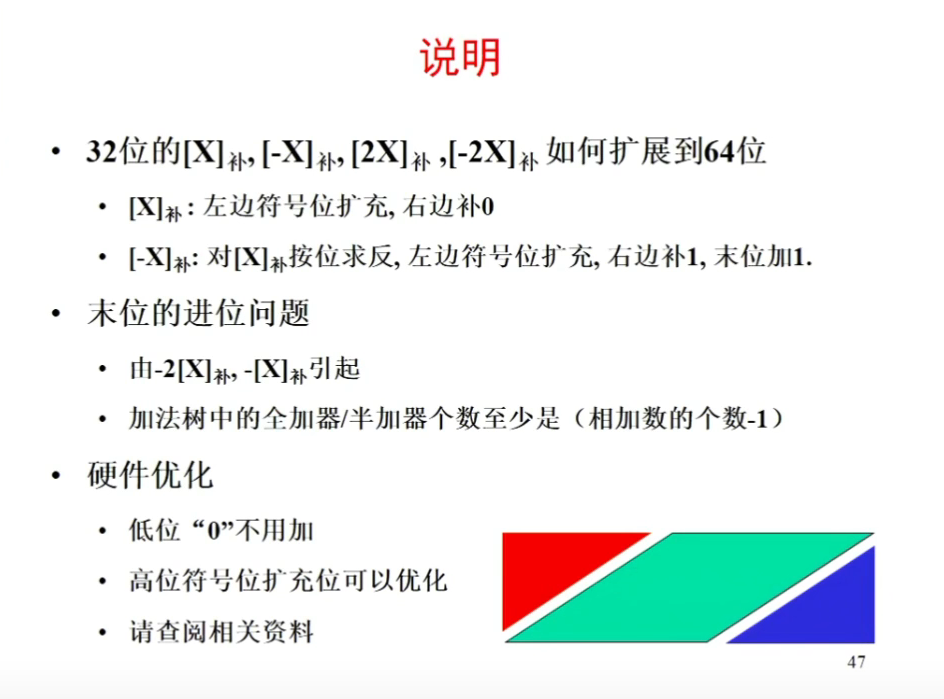 说明
• 32位的[X]补, [-X]补, [2X]补 ,[-2X]补 如何扩展到64位
• [X]补 : 左边符号位扩充, 右边补0
• [-X]补: 对[X]补按位求反, 左边符号位扩充, 右边补1, 末位加1.
• 末位的进位问题
• 由-2[X]补, -[X]补引起
• 加法树中的全加器/半加器个数至少是（相加数的个数-1）
• 硬件优化
• 低位“0”不用加
• 高位符号位扩充位可以优化
• 请查阅相关资料
47